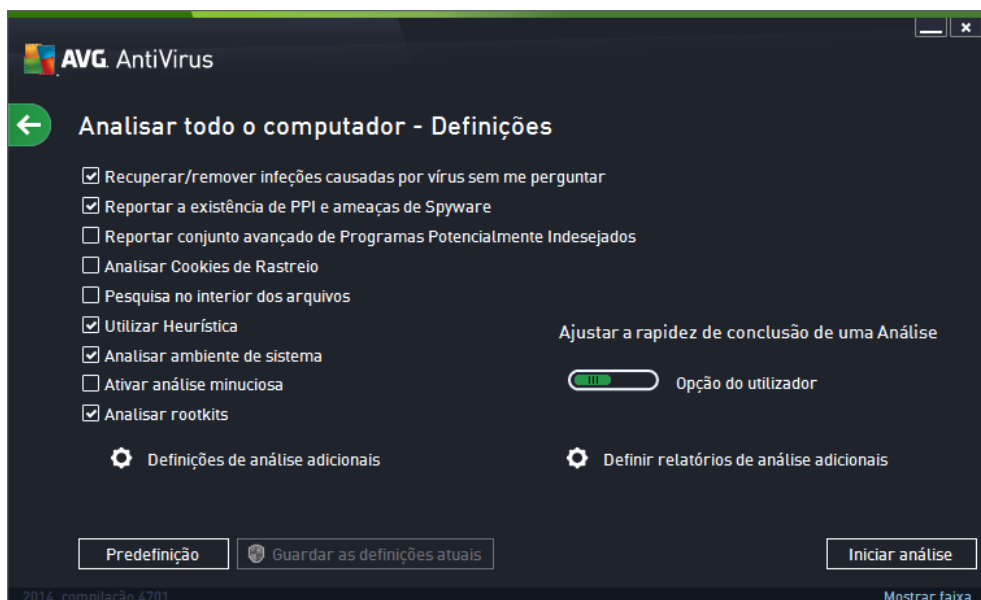 AVG. AntiVirus
Analisar todo o computador - Definições
Recuperar/remover infeções causadas por vírus sem me perguntar
Reportar a existência de PPI e ameaças de Spyware
Reportar conjunto avançado de Programas Potencialmente Indesejados
Analisar Cookies de Rastreio
Pesquisa no interior dos arquivos
Utilizar Heurística
Analisar ambiente de sistema
Ativar análise minuciosa
Analisar rootkits
Ajustar a rapidez de conclusão de uma Análise
Opção do utilizador
Definições de análise adicionais
Definir relatórios de análise adicionais
Predefinição
Guardar as definições atuais
Iniciar análise
2014 compilação 4701
Mostrar faixa